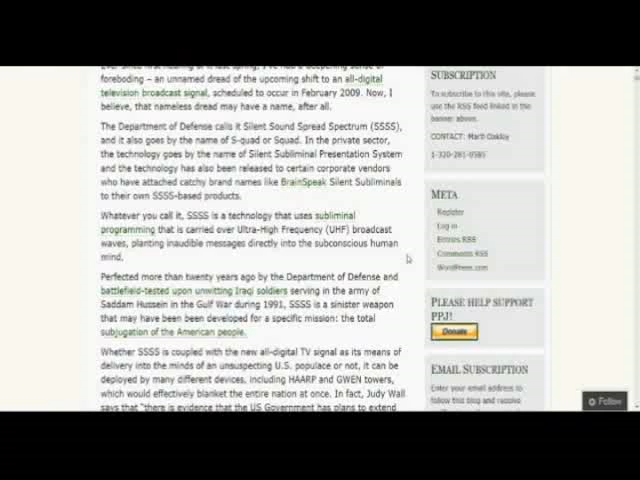 Ever since first hearing of it last spring, I've had a deepening sense of
foreboding – an unnamed dread of the upcoming shift to an all-digital
television broadcast signal, scheduled to occur in February 2009. Now, I
believe, that nameless dread may have a name, after all.
The Department of Defense calls it Silent Sound Spread Spectrum (SSSS),
and it also goes by the name of S-quad or Squad. In the private sector,
the technology goes by the name of Silent Subliminal Presentation System
and the technology has also been released to certain corporate vendors
who have attached catchy brand names like BrainSpeak Silent Subliminals
to their own SSSS-based products.
Whatever you call it, SSSS is a technology that uses subliminal
programming that is carried over Ultra-High Frequency (UHF) broadcast
waves, planting inaudible messages directly into the subconscious human
mind.
Perfected more than twenty years ago by the Department of Defense and
battlefield-tested upon unwitting Iraqi soldiers serving in the army of
Saddam Hussein in the Gulf War during 1991, SSSS is a sinister weapon
that may have been been developed for a specific mission: the total
subjugation of the American people.
Whether SSSS is coupled with the new all-digital TV signal as its means of
delivery into the minds of an unsuspecting U.S. populace or not, it can be
deployed by many different devices, including HAARP and GWEN towers,
which would effectively blanket the entire nation at once. In fact, Judy Wall
says that "there is evidence that the US Government has plans to extend
SUBSCRIPTION
To subscribe to this site, please
use the RSS feed linked in the
banner above.
CONTACT: Marti Oakley
1-320-281-0585
META
Register
Log in
Entries RSS
Comments RSS
WordPress.com
PLEASE HELP SUPPORT
PPJ!
Donate
EMAIL SUBSCRIPTION
Enter your email address to
follow this blog and receive
Follow